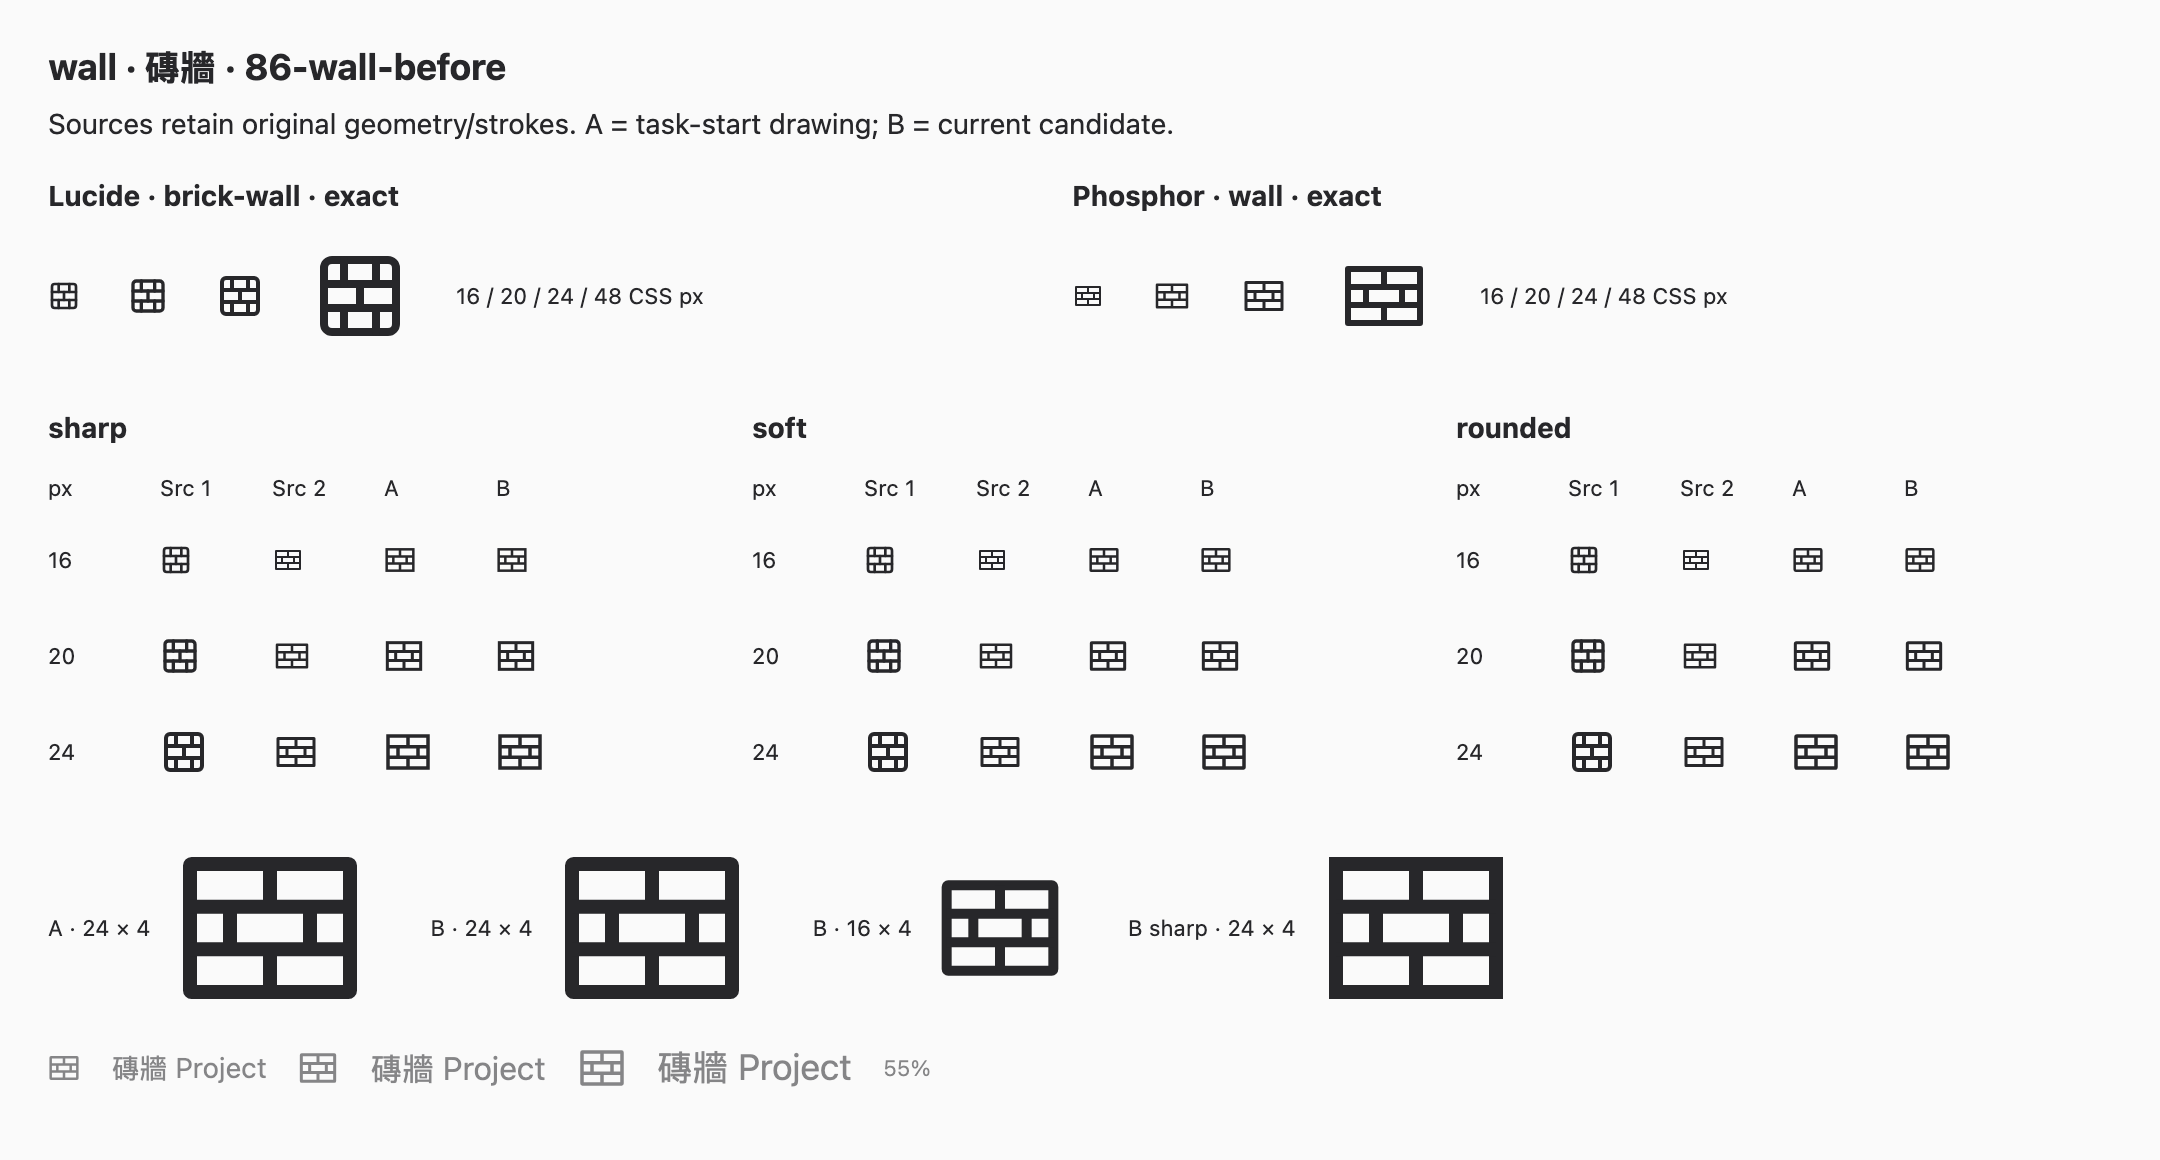 wall · 磚牆 · 86-wall-before
Sources retain original geometry/strokes. A = task-start drawing; B = current candidate.
Lucide · brick-wall · exact
16 / 20 / 24 / 48 CSS px
Phosphor · wall · exact
16 / 20 / 24 / 48 CSS px
sharp
px Src 1 Src 2 A B
16
20
24
soft
px Src 1 Src 2 A B
16
20
24
rounded
px Src 1 Src 2 A B
16
20
24
A · 24 × 4
B · 24 × 4
B · 16 × 4
B sharp · 24 × 4
磚牆 Project 磚牆 Project 磚牆 Project 55%